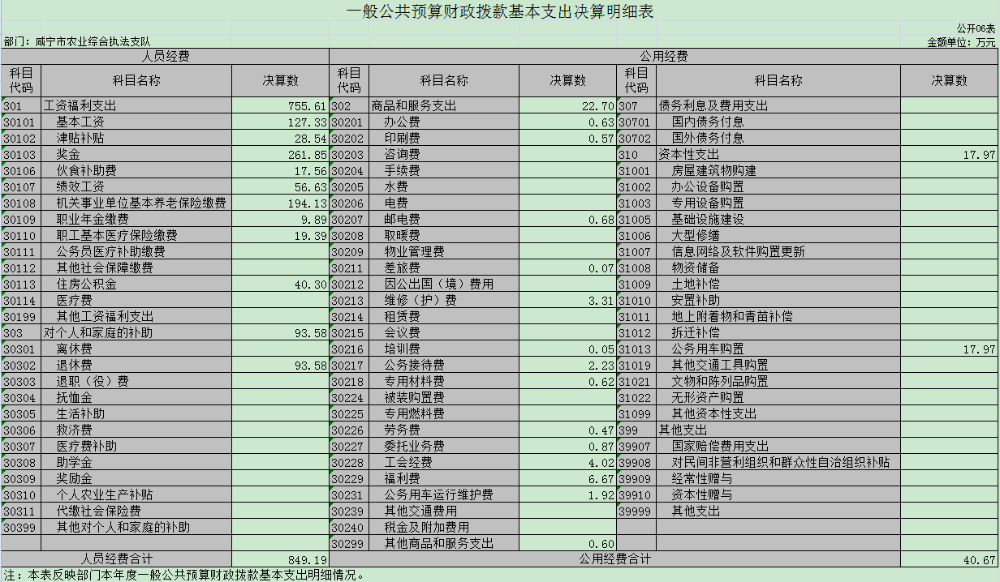 一般公共预算财政拨款基本支出决算明细表
公开06表
部门：咸宁市农业综合执法支队 金额单位：万元
人员经费 公用经费
科目代码 科目名称 决算数 科目代码 科目名称 决算数 科目代码 科目名称 决算数
301 工资福利支出 755.61 302 商品和服务支出 22.70 307 债务利息及费用支出
30101 基本工资 127.33 30201 办公费 0.63 30701 国内债务付息
30102 津贴补贴 28.54 30202 印刷费 0.57 30702 国外债务付息
30103 奖金 261.85 30203 咨询费 310 资本性支出 17.97
30106 伙食补助费 17.56 30204 手续费 31001 房屋建筑物购建
30107 绩效工资 56.63 30205 水费 31002 办公设备购置
30108 机关事业单位基本养老保险缴费 194.13 30206 电费 31003 专用设备购置
30109 职业年金缴费 9.89 30207 邮电费 0.68 31005 基础设施建设
30110 职工基本医疗保险缴费 19.39 30208 取暖费 31006 大型修缮
30111 公务员医疗补助缴费 30209 物业管理费 31007 信息网络及软件购置更新
30112 其他社会保障缴费 30211 差旅费 0.07 31008 物资储备
30113 住房公积金 40.30 30212 因公出国（境）费用 31009 土地补偿
30114 医疗费 30213 维修（护）费 3.31 31010 安置补助
30199 其他工资福利支出 30214 租赁费 31011 地上附着物和青苗补偿
303 对个人和家庭的补助 93.58 30215 会议费 31012 拆迁补偿
30301 离休费 30216 培训费 0.05 31013 公务用车购置 17.97
30302 退休费 93.58 30217 公务接待费 2.23 31019 其他交通工具购置
30303 退职（役）费 30218 专用材料费 0.62 31021 文物和陈列品购置
30304 抚恤金 30224 被装购置费 31022 无形资产购置
30305 生活补助 30225 专用燃料费 31099 其他资本性支出
30306 救济费 30226 劳务费 0.47 399 其他支出
30307 医疗费补助 30227 委托业务费 0.87 39907 国家赔偿费用支出
30308 助学金 30228 工会经费 4.02 39908 对民间非营利组织和群众性自治组织补贴
30309 奖励金 30229 福利费 6.67 39909 经常性赠与
30310 个人农业生产补贴 30231 公务用车运行维护费 1.92 39910 资本性赠与
30311 代缴社会保险费 30239 其他交通费用 39999 其他支出
30399 其他对个人和家庭的补助 30240 税金及附加费用
30299 其他商品和服务支出 0.60
人员经费合计 849.19 公用经费合计 40.67
注：本表反映部门本年度一般公共预算财政拨款基本支出明细情况。